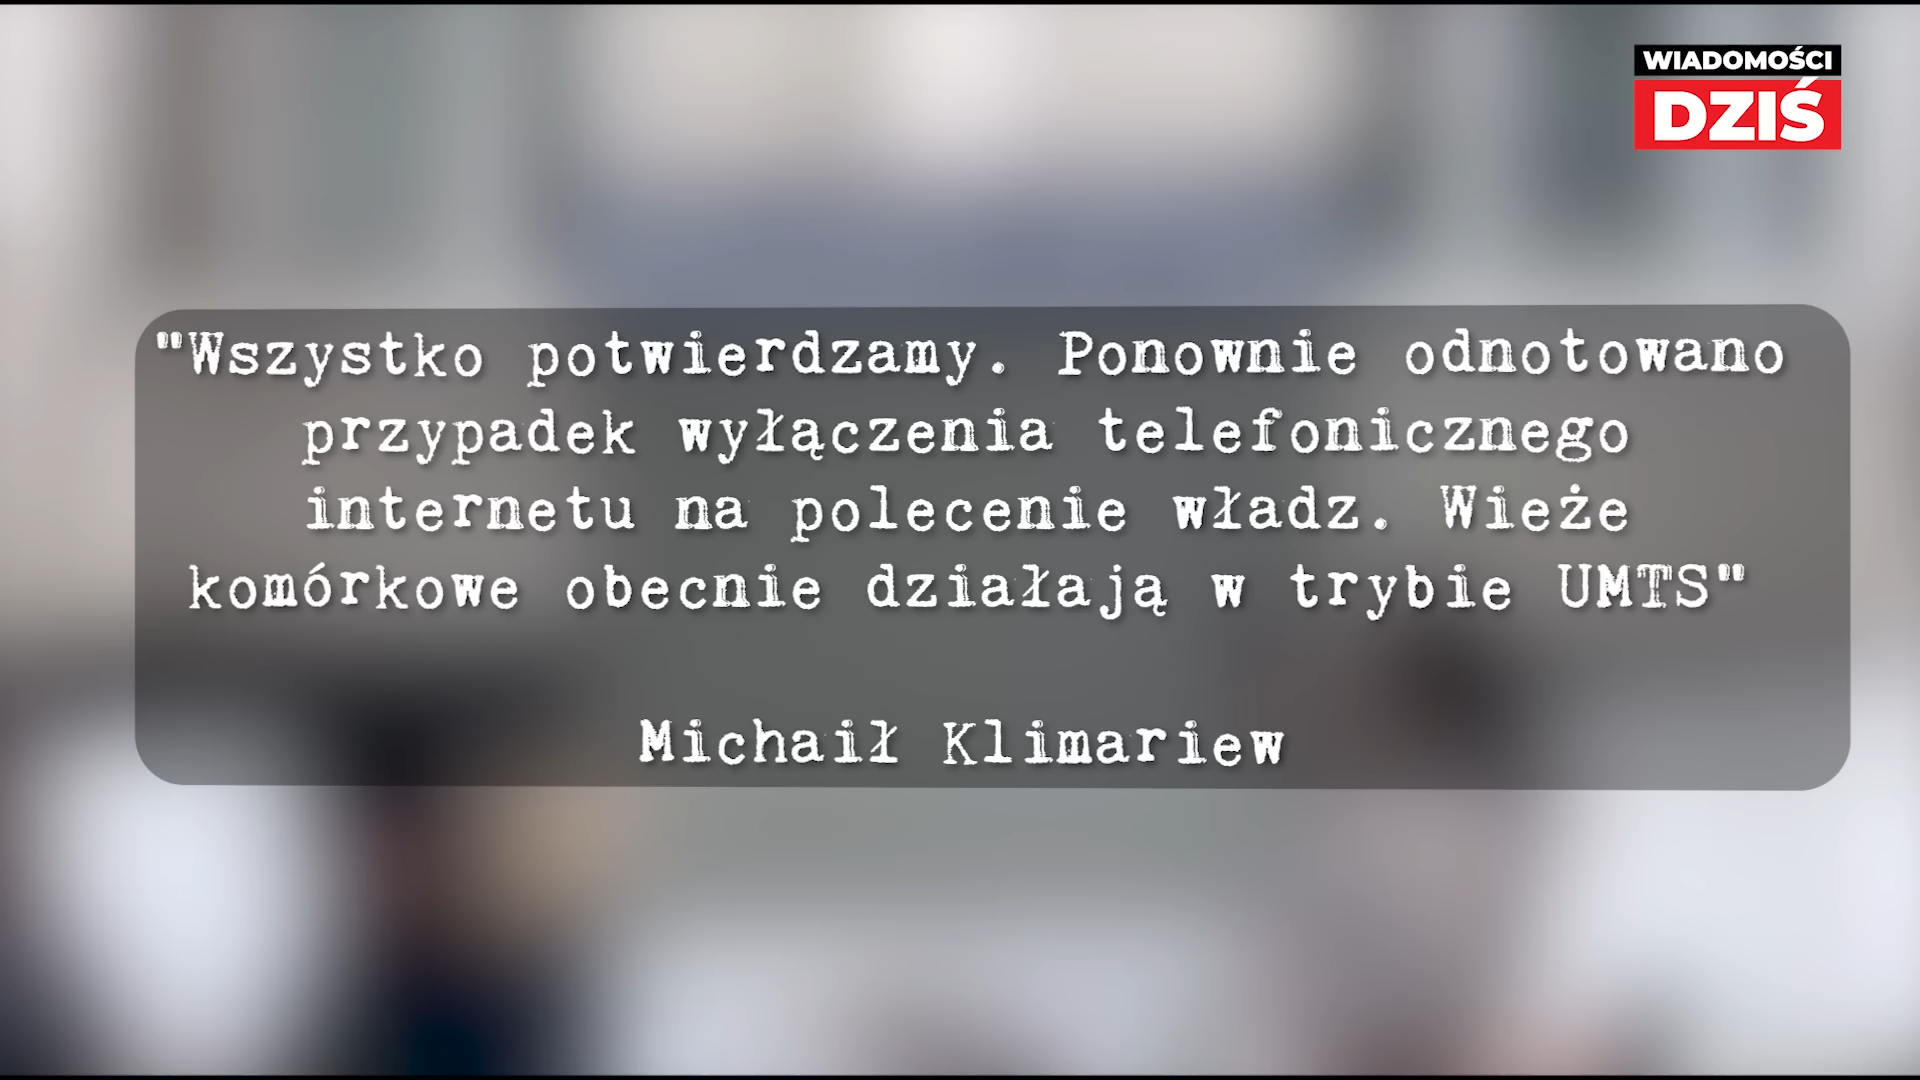 WIADOMOŚCI
DZIŚ
"Wszystko potwierdzamy. Ponownie odnotowano
przypadek wyłączenia telefonicznego
internetu na polecenie władz. Wieże
komórkowe obecnie działają w trybie UMTS"
Michaił Klimariew